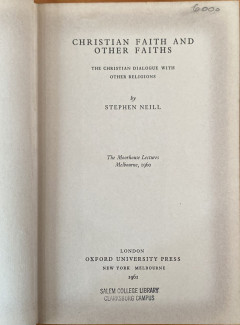 CHRISTIAN FAITH AND
OTHER FAITHS
THE CHRISTIAN DIALOGUE WITH
OTHER RELIGIONS
by
STEPHEN NEILL
The Moorhouse Lectures
Melbourne, 1960
LONDON
OXFORD UNIVERSITY PRESS
NEW YORK MELBOURNE
1961
SALEM COLLEGE LIBRARY
CLARKSBURG CAMPUS